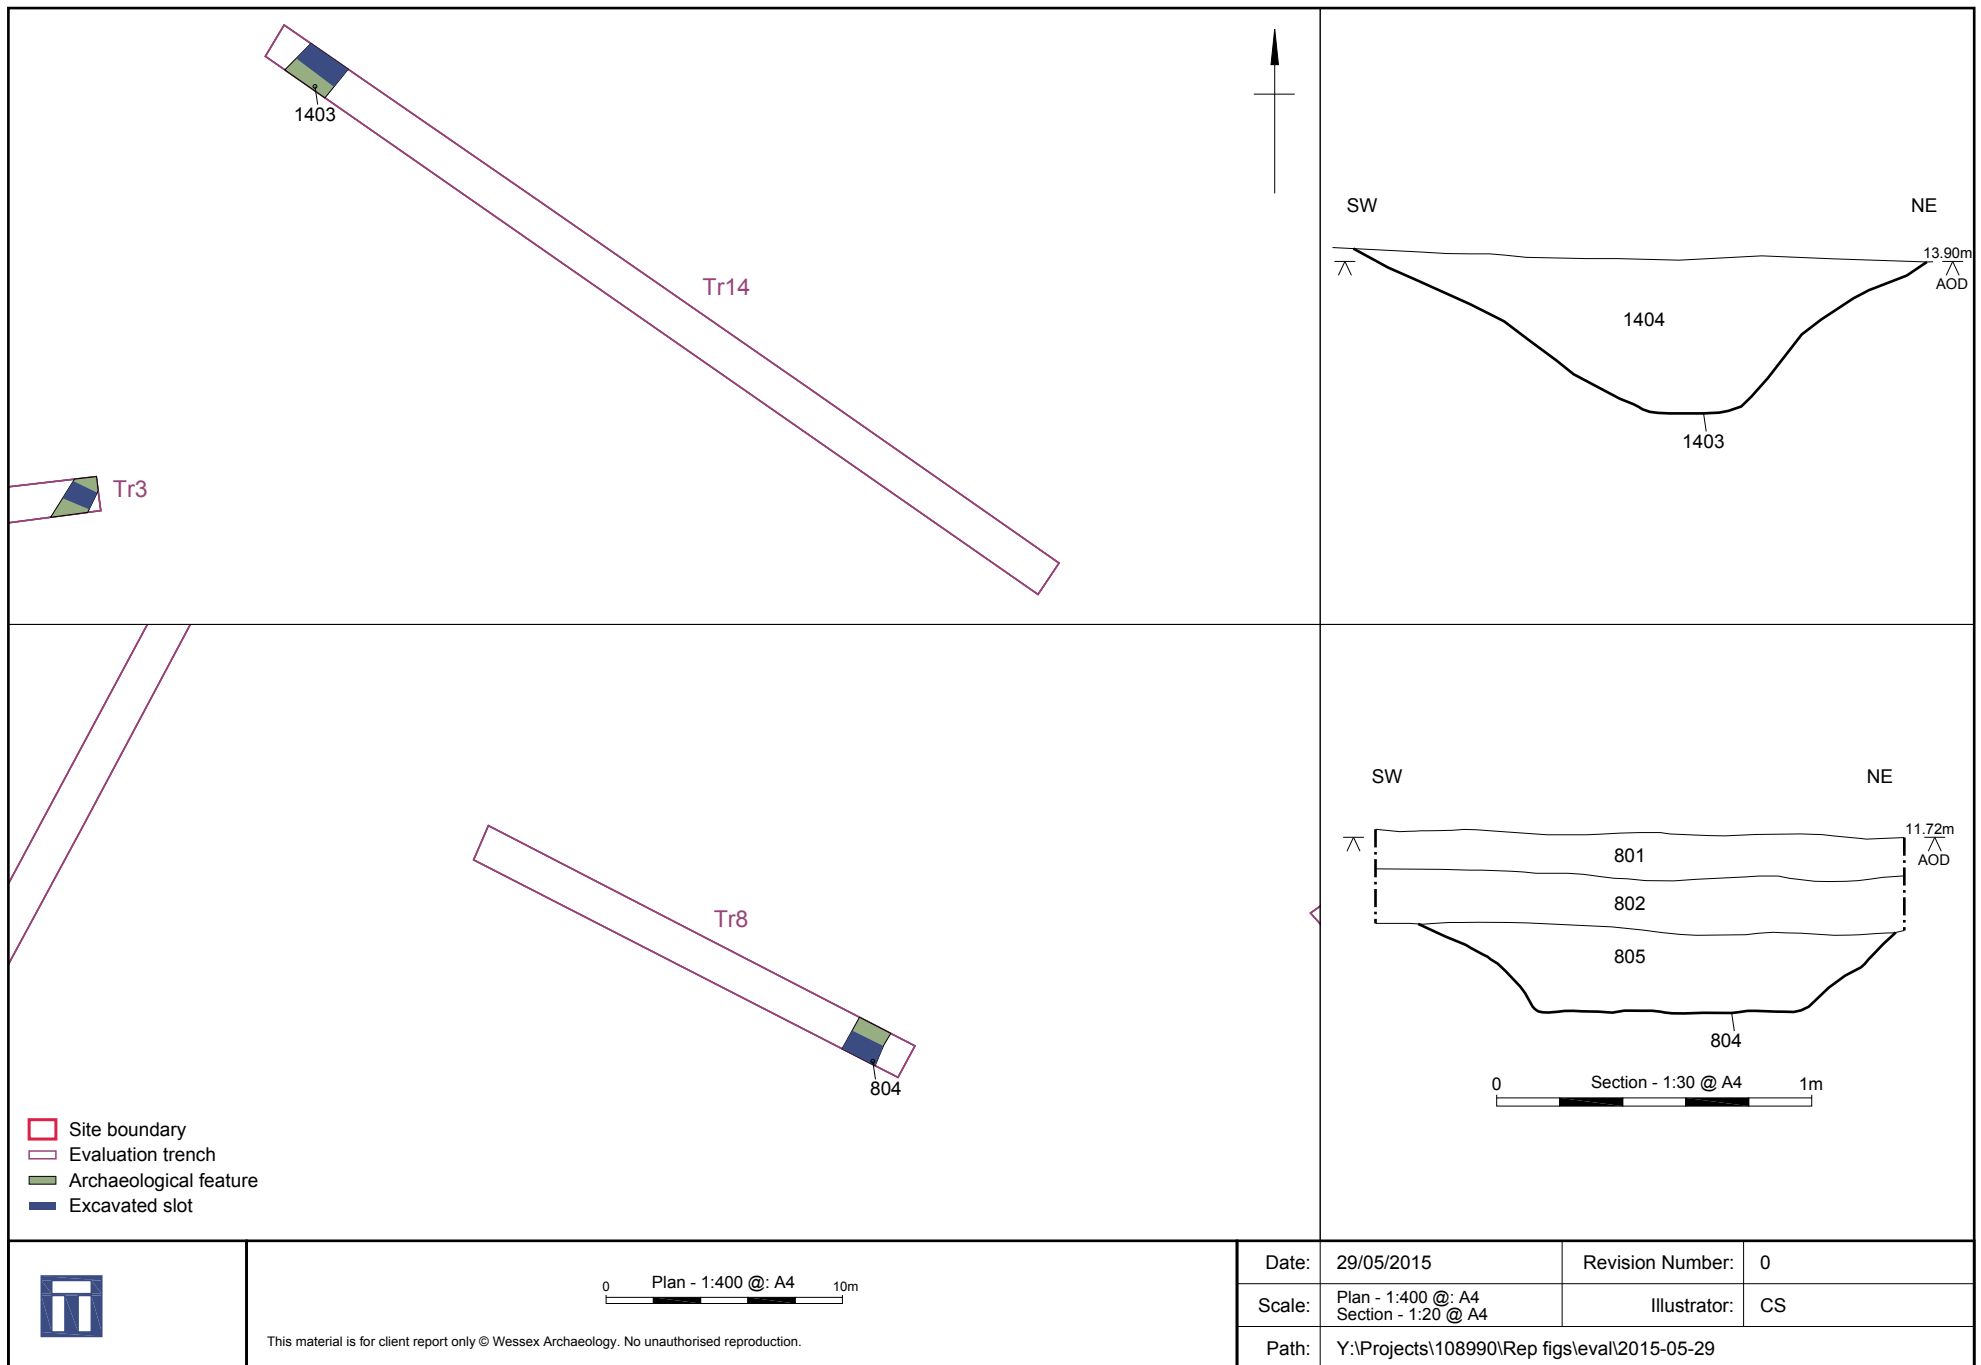 1403
Tr14
Tr3
SW
NE
13.90m
AOD
1404
1403
Tr8
804
SW
NE
11.72m
AOD
801
802
805
804
0 Section - 1:30 @ A4 1m
Site boundary
Evaluation trench
Archaeological feature
Excavated slot
0 Plan - 1:400 @: A4 10m
This material is for client report only © Wessex Archaeology. No unauthorised reproduction.
Date: 29/05/2015 Revision Number: 0
Scale: Plan - 1:400 @: A4
Section - 1:20 @ A4
Illustrator: CS
Path: Y:\Projects\108990\Rep figs\eval\2015-05-29